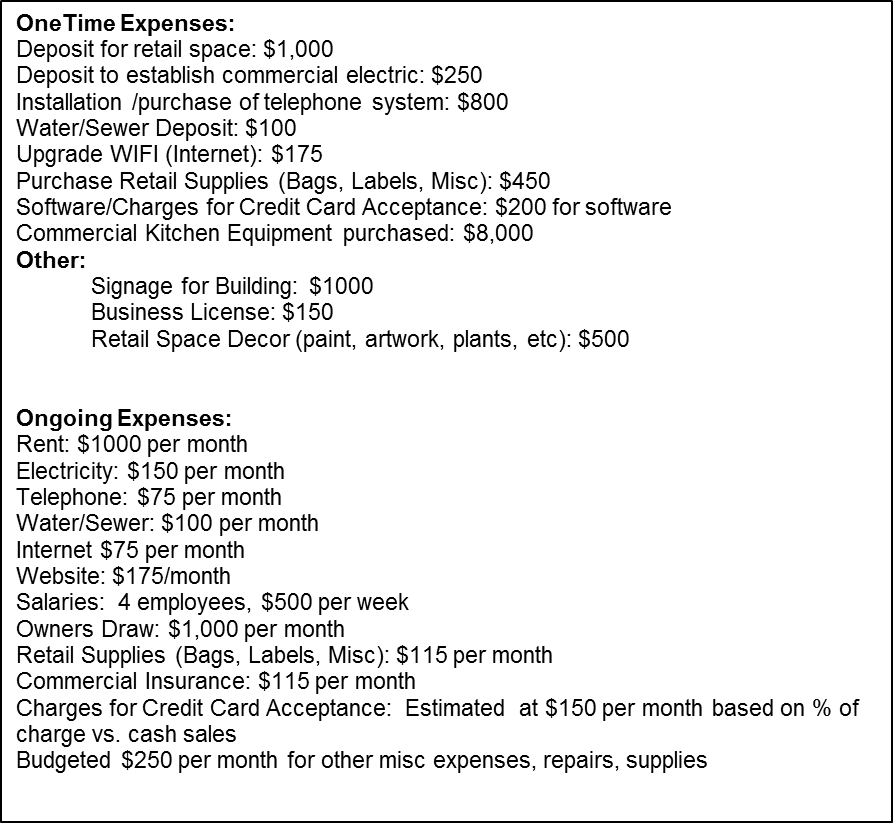 OneTime Expenses:
Deposit for retail space: $1,000
Deposit to establish commercial electric: $250
Installation /purchase of telephone system: $800
Water/Sewer Deposit: $100
Upgrade WIFI (Internet): $175
Purchase Retail Supplies (Bags, Labels, Misc): $450
Software/Charges for Credit Card Acceptance: $200 for software
Commercial Kitchen Equipment purchased: $8,000
Other:
Signage for Building: $1000
Business License: $150
Retail Space Decor (paint, artwork, plants, etc): $500
Ongoing Expenses:
Rent: $1000 per month
Electricity: $150 per month
Telephone: $75 per month
Water/Sewer: $100 per month
Internet $75 per month
Website: $175/month
Salaries: 4 employees, $500 per week
Owners Draw: $1,000 per month
Retail Supplies (Bags, Labels, Misc): $115 per month
Commercial Insurance: $115 per month
Charges for Credit Card Acceptance: Estimated at $150 per month based on % of
charge vs. cash sales
Budgeted $250 per month for other misc expenses, repairs, supplies